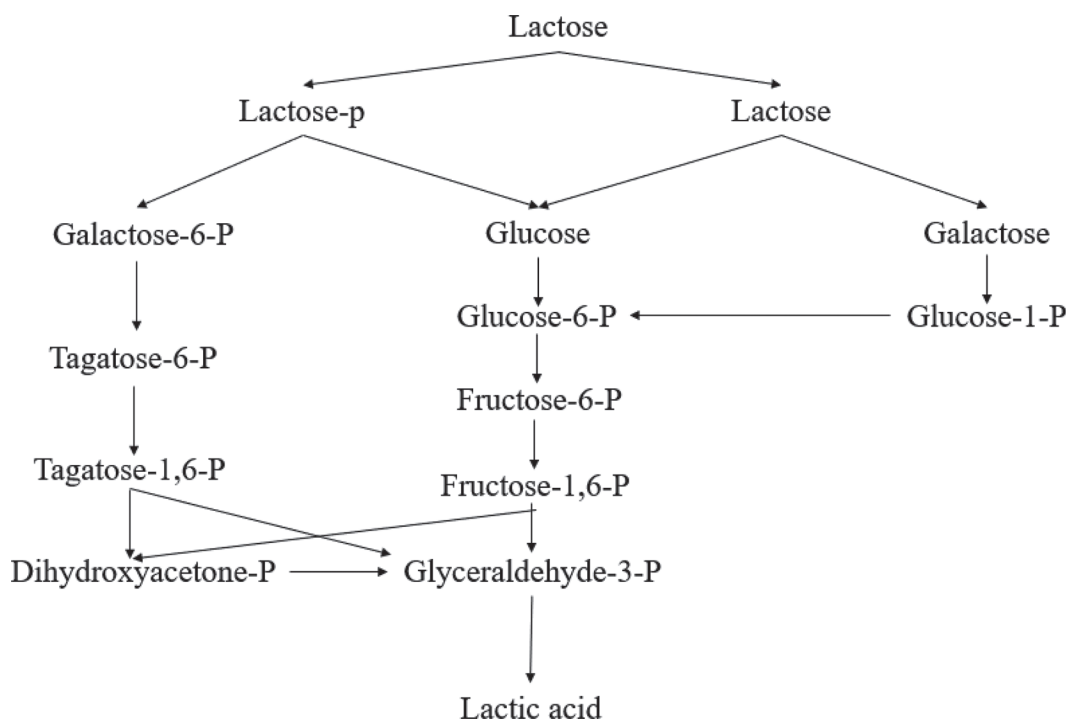 Lactose
Lactose-p
Lactose
Galactose-6-P
Glucose
Galactose
Glucose-6-P
Glucose-1-P
Tagatose-6-P
Fructose-6-P
Tagatose-1,6-P
Fructose-1,6-P
Dihydroxyacetone-P
Glyceraldehyde-3-P
Lactic acid